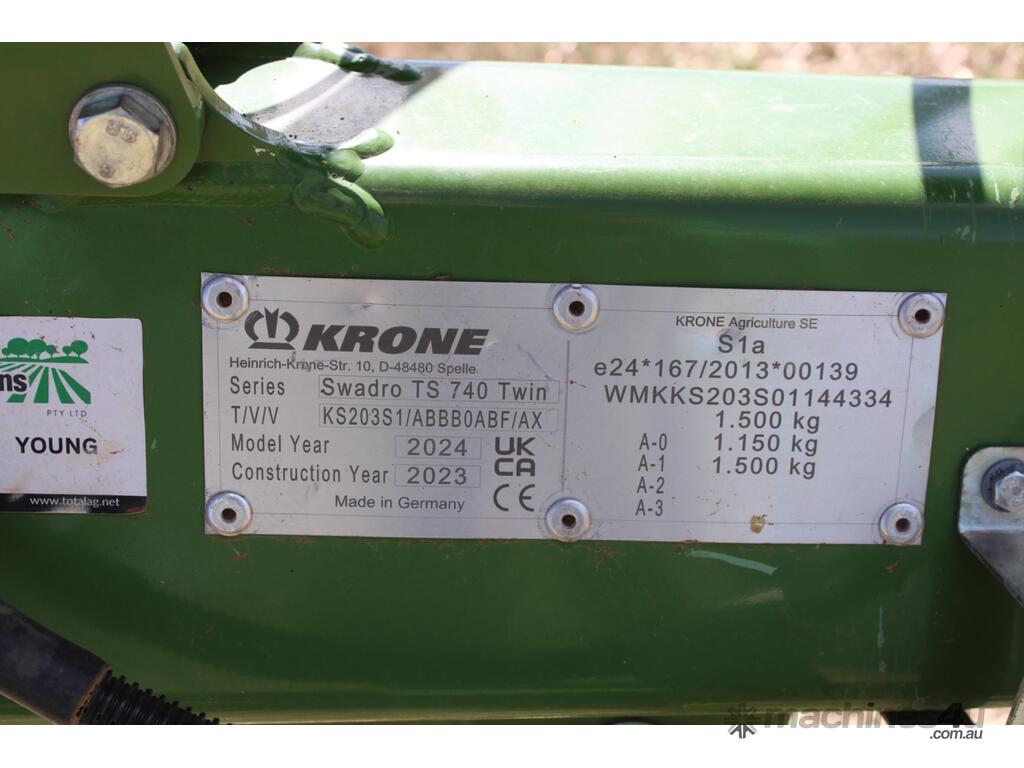 8.8
KRONE
Heinrich-Krone-Str. 10, D-48480 Spelle
Series Swadro TS 740 Twin
T/V/V KS203S1/ABBB0ABF/AX
Model Year 2024
Construction Year 2023
UK
CA
CE
Made in Germany
KRONE Agriculture SE
S1a
e24*167/2013*00139
WMKKS203S01144334
1.500 kg
A-0 1.150 kg
A-1 1.500 kg
A-2
A-3
ns
PTY LTD
YOUNG
www.totalag.net
machines4u
.com.au